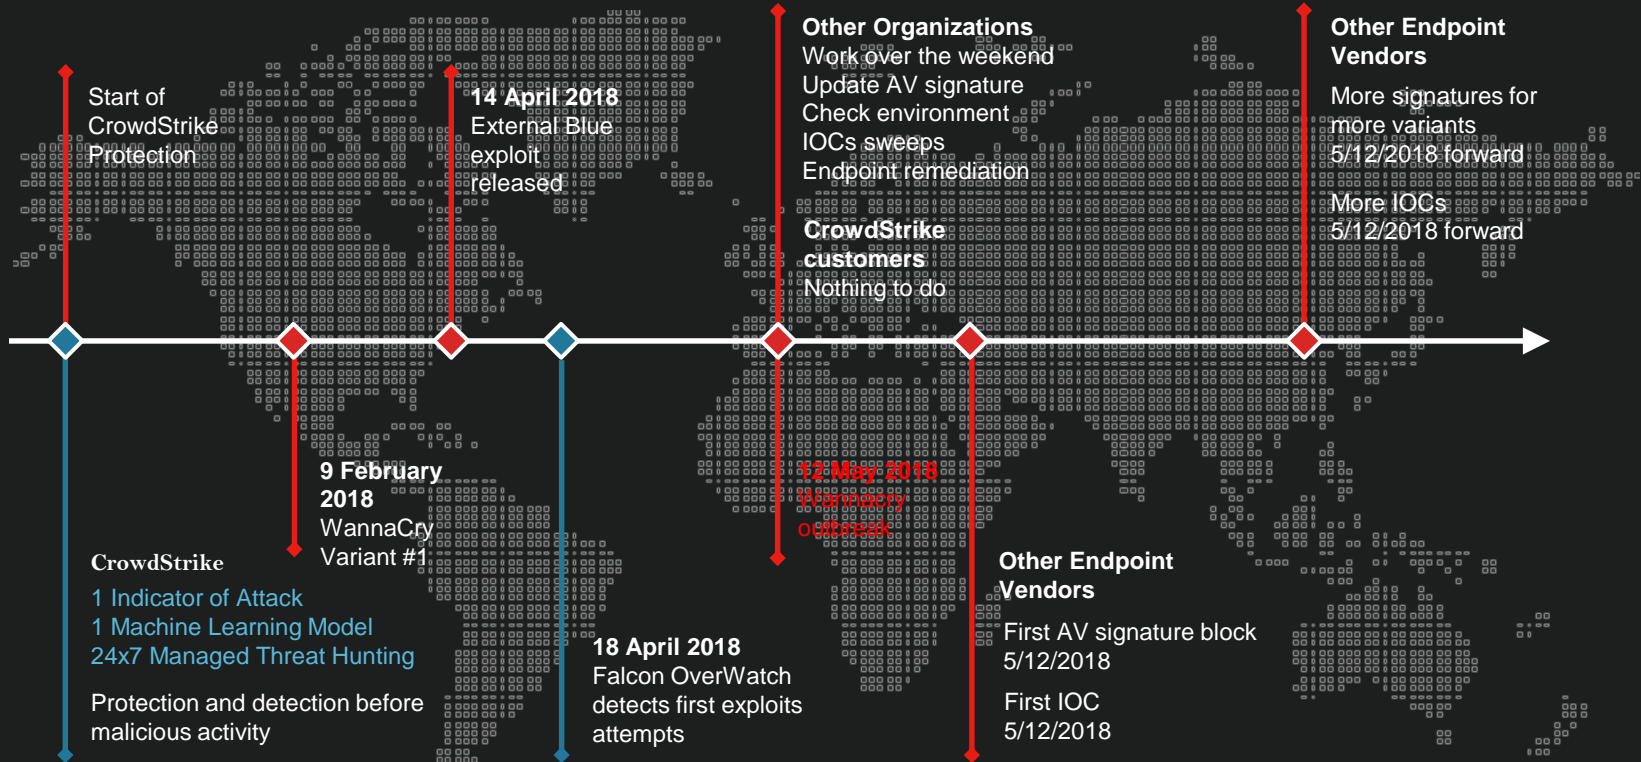 Start of
CrowdStrike
Protection
CrowdStrike
1 Indicator of Attack
1 Machine Learning Model
24x7 Managed Threat Hunting
Protection and detection before
malicious activity
9 February
2018
WannaCry
Variant #1
14 April 2018
External Blue
exploit
released
18 April 2018
Falcon OverWatch
detects first exploits
attempts
Other Organizations
Work over the weekend
Update AV signature
Check environment
IOCs sweeps
Endpoint remediation
CrowdStrike
customers
Nothing to do
12 May 2018
Wannacry
outbreak
Other Endpoint
Vendors
First AV signature block
5/12/2018
First IOC
5/12/2018
Other Endpoint
Vendors
More signatures for
more variants
5/12/2018 forward
More IOCs
5/12/2018 forward